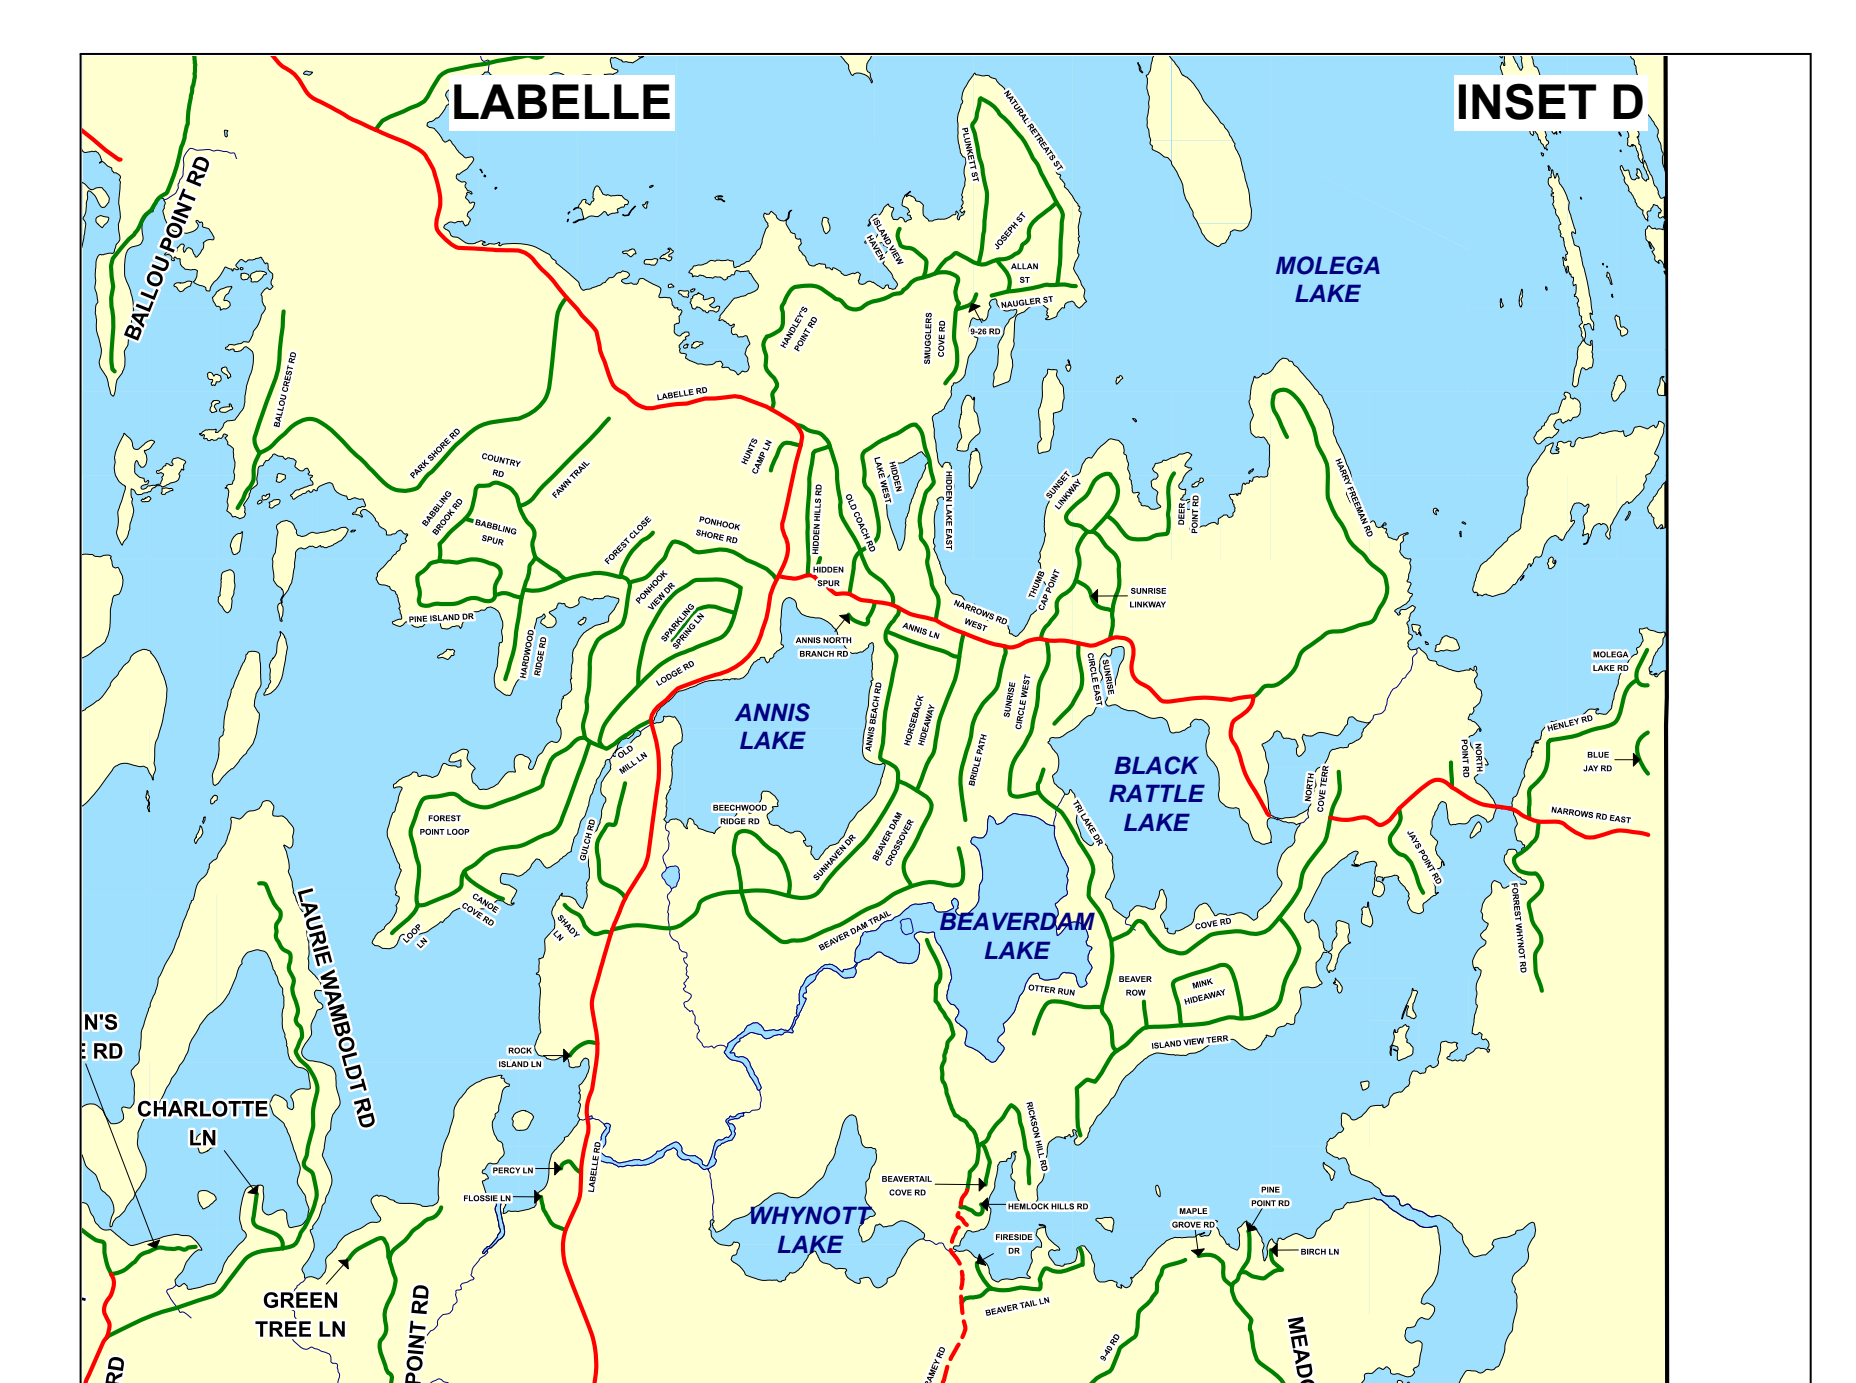 LABELLE
INSET D
BALLOU POINT RD
NATURAL RETREATS ST
PLUNKETT ST
JOSEPH ST
ISLAND VIEW
HAVEN
ALLAN
ST
NAUGLER ST
9-26 RD
SMUGGLERS
COVE RD
HANDLEY'S
POINT RD
MOLEGA
LAKE
BALLOU CREST RD
LABELLE RD
PARK SHORE RD
COUNTRY
RD
FAWN TRAIL
BABBLING
BROOK RD
BABBLING
SPUR
HUNTS
CAMP LN
HIDDEN
LAKE WEST
HIDDEN LAKE EAST
HIDDEN HILLS RD
OLD COACH RD
SUNSET
LINKWAY
DEER
POINT RD
HARRY FREEMAN RD
FOREST CLOSE
PONHOOK
SHORE RD
PONHOOK
VIEW DR
SPARKLING
SPRING LN
HIDDEN
SPUR
THUMB
CAP POINT
SUNRISE
LINKWAY
PINE ISLAND DR
HARDWOOD
RIDGE RD
LODGE RD
ANNIS NORTH
BRANCH RD
ANNIS LN
NARROWS RD
WEST
SUNRISE
CIRCLE EAST
SUNRISE
CIRCLE WEST
MOLEGA
LAKE RD
HENLEY RD
BLUE
JAY RD
ANNIS
LAKE
ANNIS BEACH RD
HORSEBACK
HIDEAWAY
BRIDLE PATH
OLD
MILL LN
BLACK
RATTLE
LAKE
NORTH
COVE TERR
NORTH
POINT RD
NARROWS RD EAST
FOREST
POINT LOOP
GULCH RD
BEECHWOOD
RIDGE RD
SUNHAVEN DR
BEAVER DAM
CROSSOVER
TRI LAKE DR
JAYS POINT RD
FORREST WHYNOT RD
CANOE
COVE RD
LOOP
LN
SHADY
LN
BEAVER DAM TRAIL
BEAVERDAM
LAKE
COVE RD
LAURIE WAMBOLDT RD
OTTER RUN
BEAVER
ROW
MINK
HIDEAWAY
ISLAND VIEW TERR
N'S
E RD
ROCK
ISLAND LN
CHARLOTTE
LN
RICKSON HILL RD
LABELLE RD
PERCY LN
FLOSSIE LN
BEAVERTAIL
COVE RD
HEMLOCK HILLS RD
WHYNOTT
LAKE
FIRESIDE
DR
MAPLE
GROVE RD
PINE
POINT RD
BIRCH LN
GREEN
TREE LN
BEAVER TAIL LN
9-40 RD
POINT RD
RD
RAMEY RD
MEADO